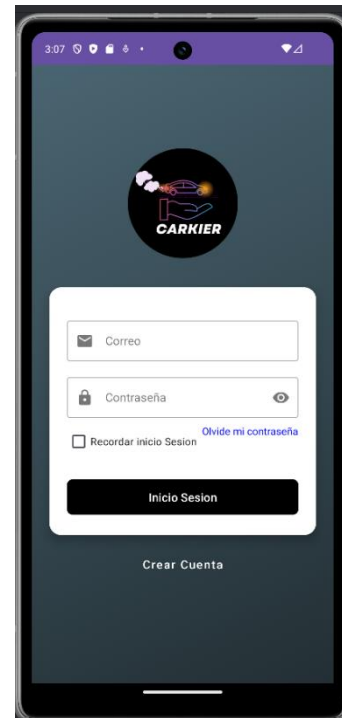 3:07
CARKIER
Correo
Contraseña
Olvide mi contraseña
Recordar inicio Sesion
Inicio Sesion
Crear Cuenta